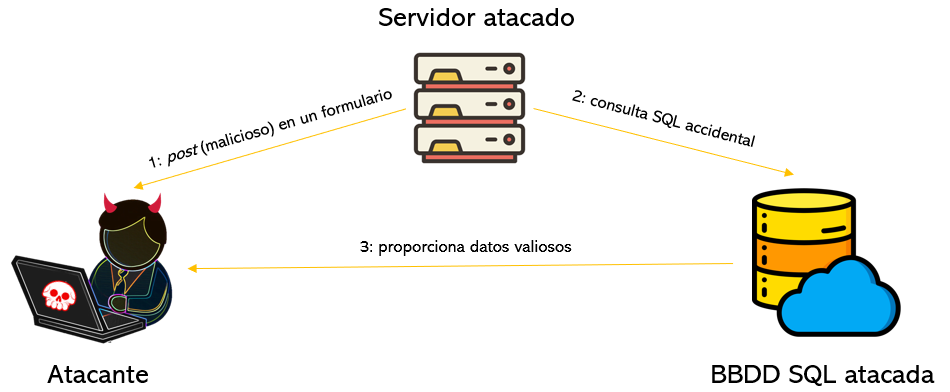 Servidor atacado
1: post (malicioso) en un formulario
2: consulta SQL accidental
3: proporciona datos valiosos
Atacante
BBDD SQL atacada